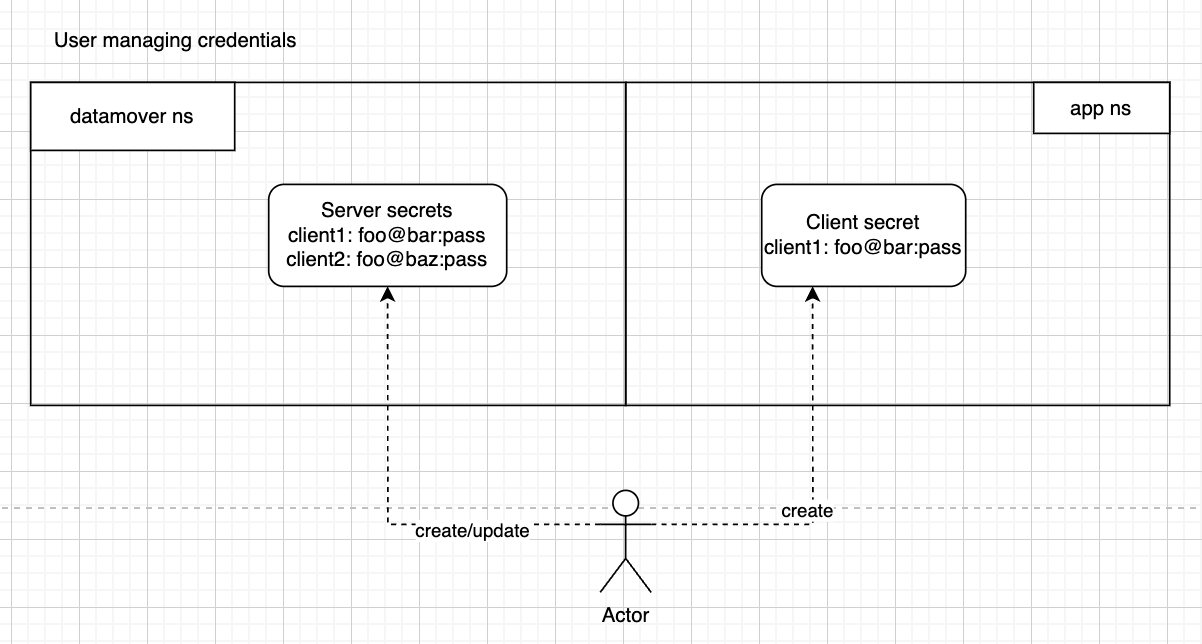 User managing credentials
datamover ns
app ns
Server secrets
client1: foo@bar:pass
client2: foo@baz:pass
Client secret
client1: foo@bar:pass
create/update
create
Actor